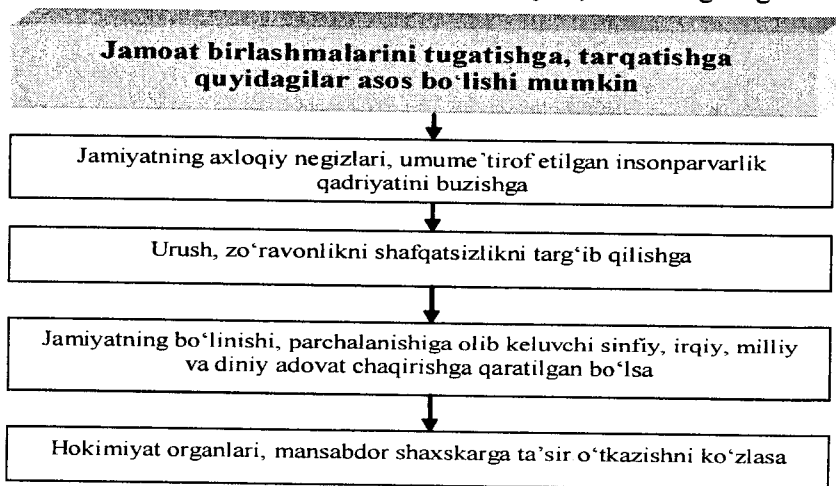 Jamoat birlashmalarini tugatishga, tarqatishga
quyidagilar asos bo‘lishi mumkin
Jamiyatning axloqiy negizlari, umume`tirof etilgan insonparvarlik
qadriyatini buzishga
Urush, zo‘ravonlikni shafqatsizlikni targ‘ib qilishga
Jamiyatning bo‘linishi, parchalanishiga olib keluvchi sinfiy, irqiy, milliy
va diniy adovat chaqirishga qaratilgan bo‘lsa
Hokimiyat organlari, mansabdor shaxskarga ta’sir o‘tkazishni ko‘zlasa